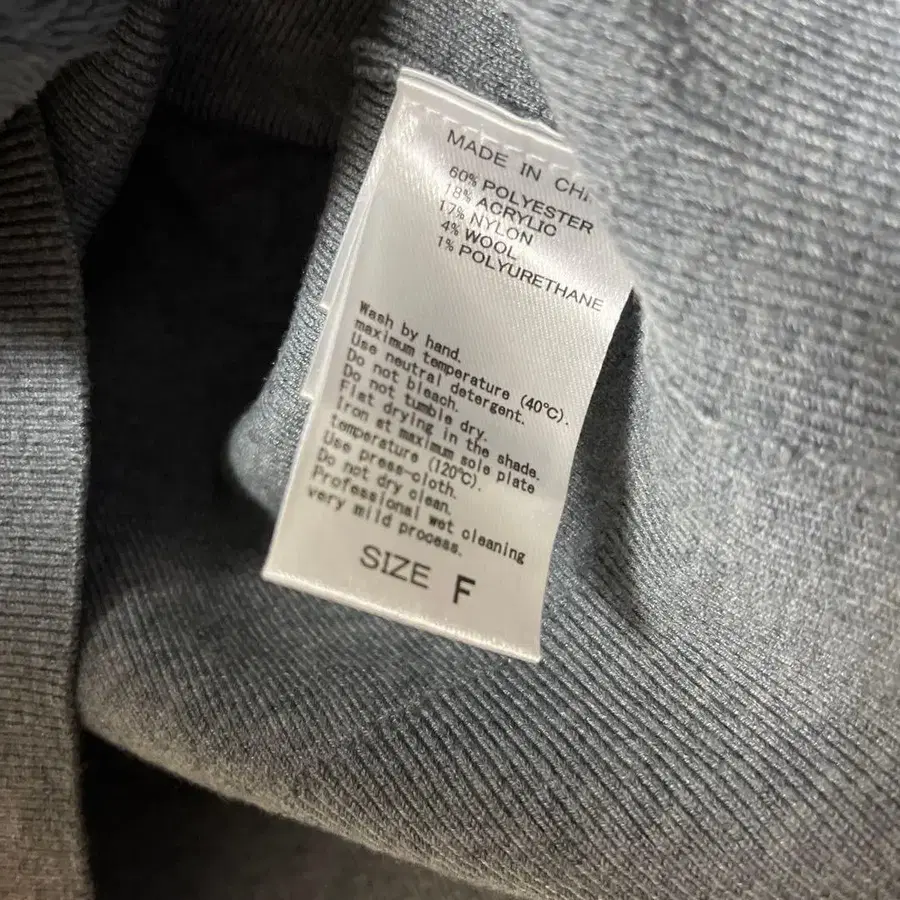 MADE IN CHI
60% POLYESTER
18% ACRYLIC
17% NYLON
4% WOOL
1% POLYURETHANE
Wash by hand.
maximum temperature (40℃).
Use neutral detergent.
Do not bleach.
Do not tumble dry.
Flat drying in the shade.
Iron at maximum sole plate
temperature (120℃).
Use press-cloth.
Do not dry clean.
Professional wet cleaning
very mild process.
SIZE F